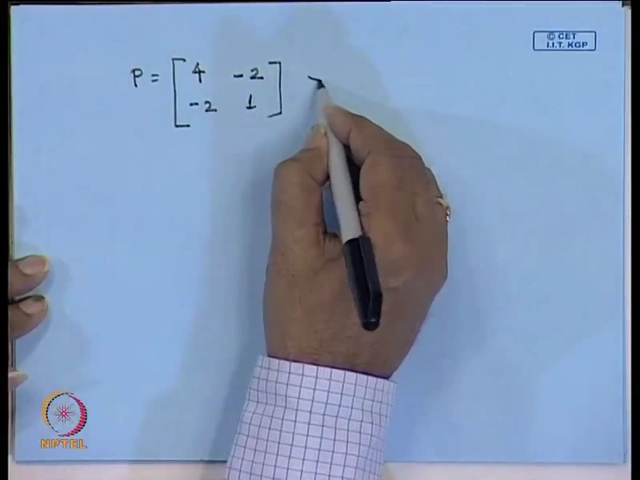 © CET
I.I.T. KGP
P = [ 4 -2
-2 1 ]
NPTEL